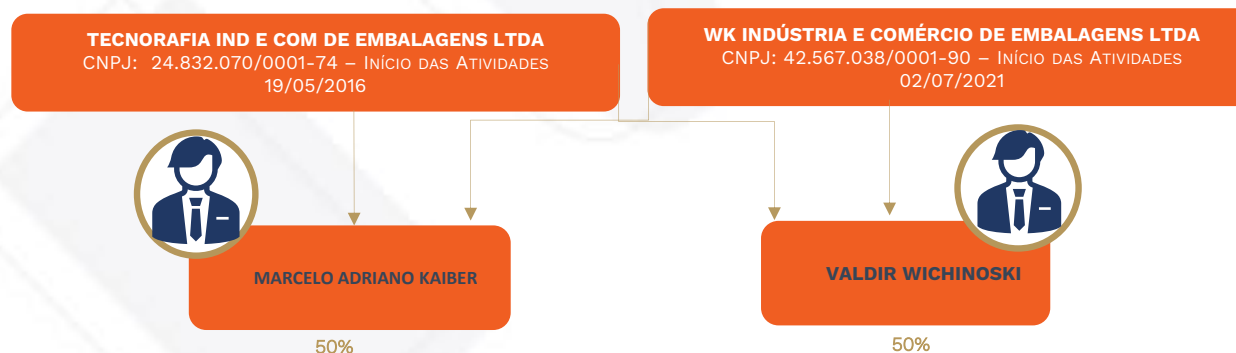 TECNORAFIA IND E COM DE EMBALAGENS LTDA
CNPJ: 24.832.070/0001-74 – INÍCIO DAS ATIVIDADES
19/05/2016
WK INDÚSTRIA E COMÉRCIO DE EMBALAGENS LTDA
CNPJ: 42.567.038/0001-90 – INÍCIO DAS ATIVIDADES
02/07/2021
MARCELO ADRIANO KAIBER
VALDIR WICHINOSKI
50%
50%